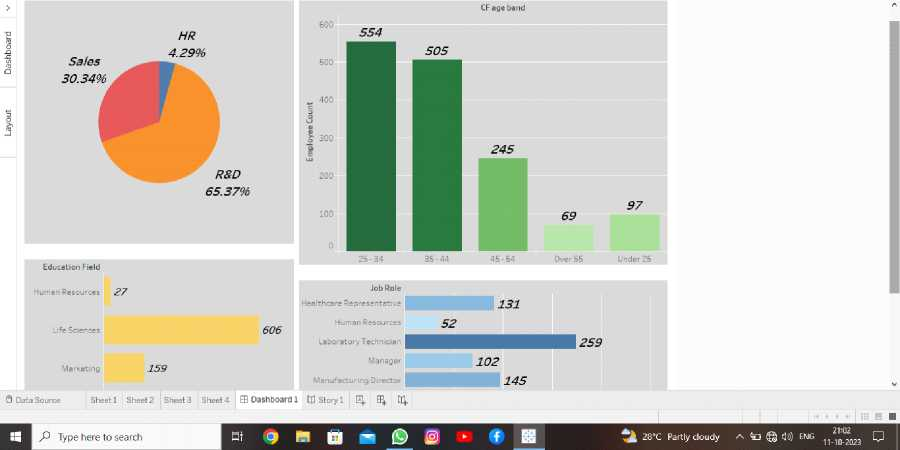 Dashboard
Layout
HR
4.29%
Sales
30.34%
R&D
65.37%
CF age band
Employee Count
600
500
400
300
200
100
0
554
505
245
69
97
25 - 34
35 - 44
45 - 54
Over 55
Under 25
Education Field
Human Resources 27
Life Sciences 606
Marketing 159
Job Role
Healthcare Representative 131
Human Resources 52
Laboratory Technician 259
Manager 102
Manufacturing Director 145
Data Source Sheet 1 Sheet 2 Sheet 3 Sheet 4 Dashboard 1 Story 1
Type here to search
28°C Partly cloudy
ENG
21:02
11-10-2023